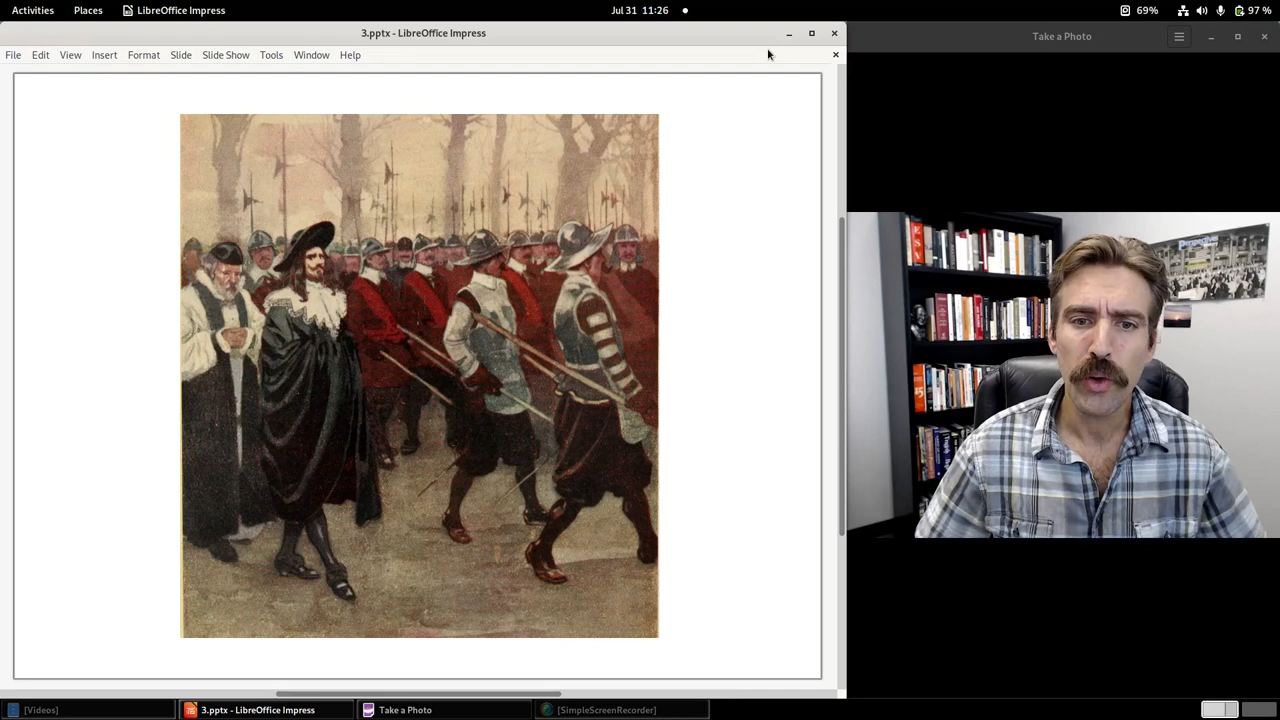 Activities Places LibreOffice Impress Jul 31 11:26 69% 97 %
3.pptx - LibreOffice Impress
Take a Photo
File Edit View Insert Format Slide Slide Show Tools Window Help
Perspective
[Videos] 3.pptx - LibreOffice Impress Take a Photo [SimpleScreenRecorder]